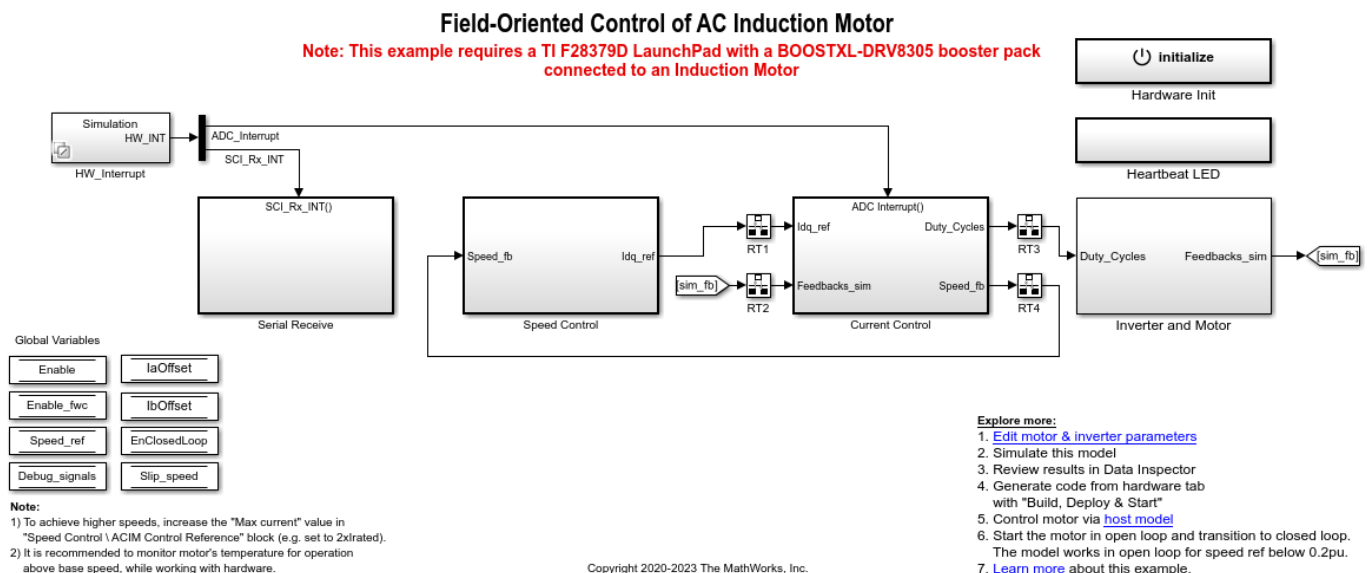 Field-Oriented Control of AC Induction Motor
Note: This example requires a TI F28379D LaunchPad with a BOOSTXL-DRV8305 booster pack
connected to an Induction Motor
initialize
Hardware Init
Heartbeat LED
Simulation
HW_INT
HW_Interrupt
ADC_Interrupt
SCI_Rx_INT
SCI_Rx_INT()
Serial Receive
Speed_fb
Idq_ref
Speed Control
RT1
[sim_fb]
RT2
ADC Interrupt()
Idq_ref
Duty_Cycles
Feedbacks_sim
Speed_fb
Current Control
RT3
RT4
Duty_Cycles
Feedbacks_sim
Inverter and Motor
[sim_fb]
Global Variables
Enable
IaOffset
Enable_fwc
IbOffset
Speed_ref
EnClosedLoop
Debug_signals
Slip_speed
Note:
1) To achieve higher speeds, increase the "Max current" value in
"Speed Control \ ACIM Control Reference" block (e.g. set to 2xIrated).
2) It is recommended to monitor motor's temperature for operation
above base speed, while working with hardware.
Copyright 2020-2023 The MathWorks, Inc.
Explore more:
1. Edit motor & inverter parameters
2. Simulate this model
3. Review results in Data Inspector
4. Generate code from hardware tab
with "Build, Deploy & Start"
5. Control motor via host model
6. Start the motor in open loop and transition to closed loop.
The model works in open loop for speed ref below 0.2pu.
7. Learn more about this example.